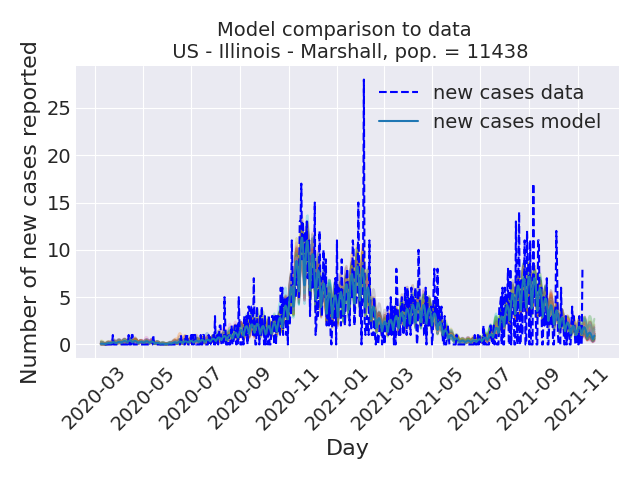 Model comparison to data
US - Illinois - Marshall, pop. = 11438
Number of new cases reported
25
20
15
10
5
0
new cases data
new cases model
2020-03
2020-05
2020-07
2020-09
2020-11
2021-01
2021-03
2021-05
2021-07
2021-09
2021-11
Day